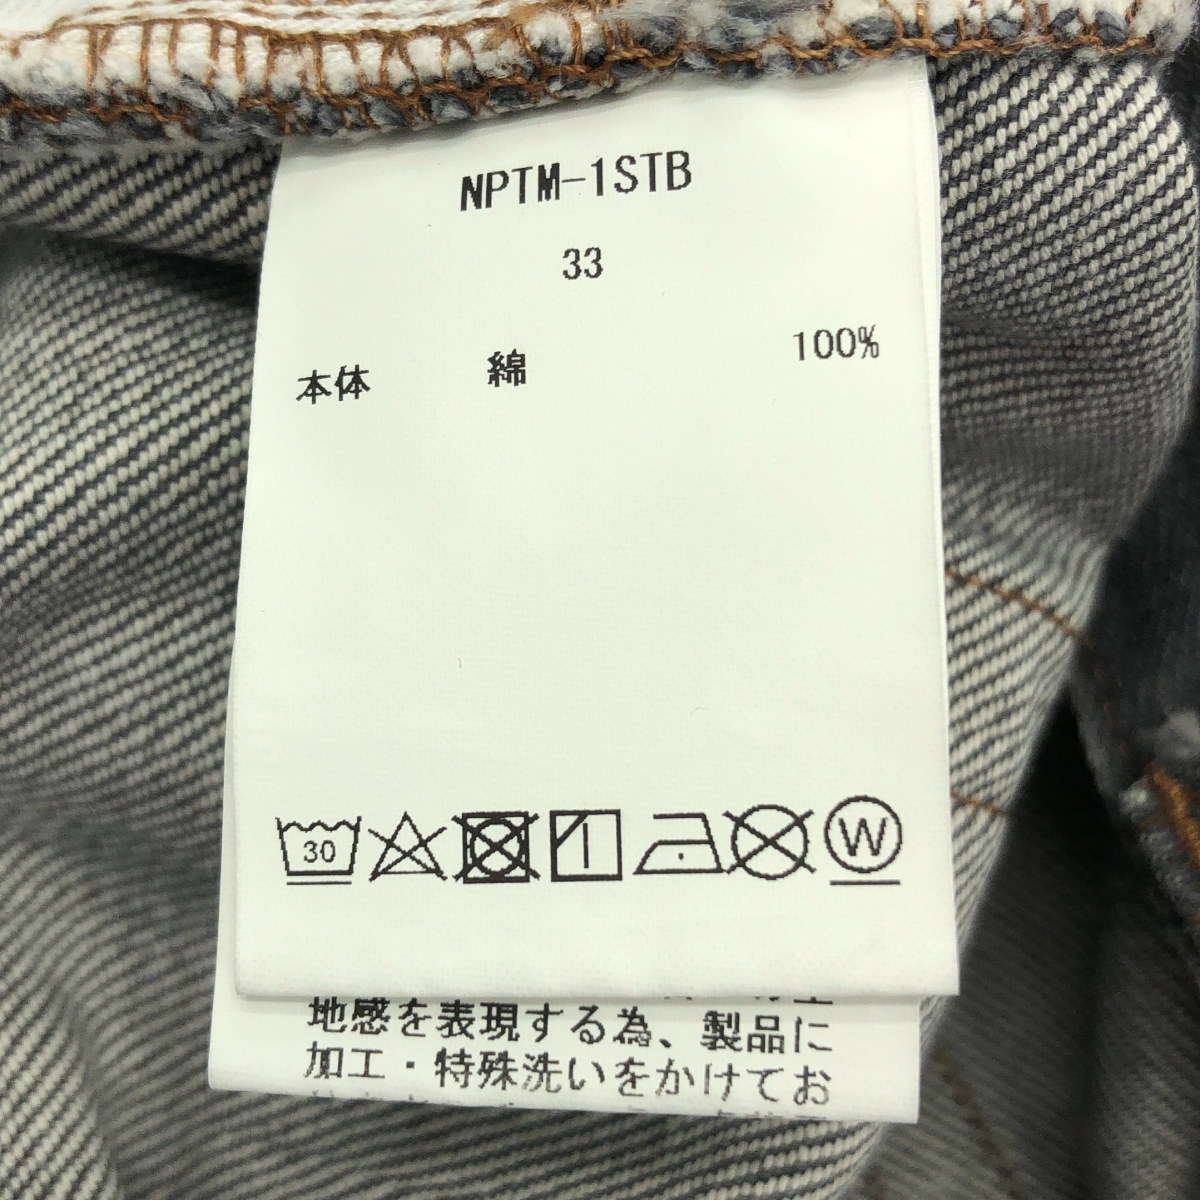 NPTM-1STB
33
本体 綿 100%
30 W
地感を表現する為、製品に
加工・特殊洗いをかけてお